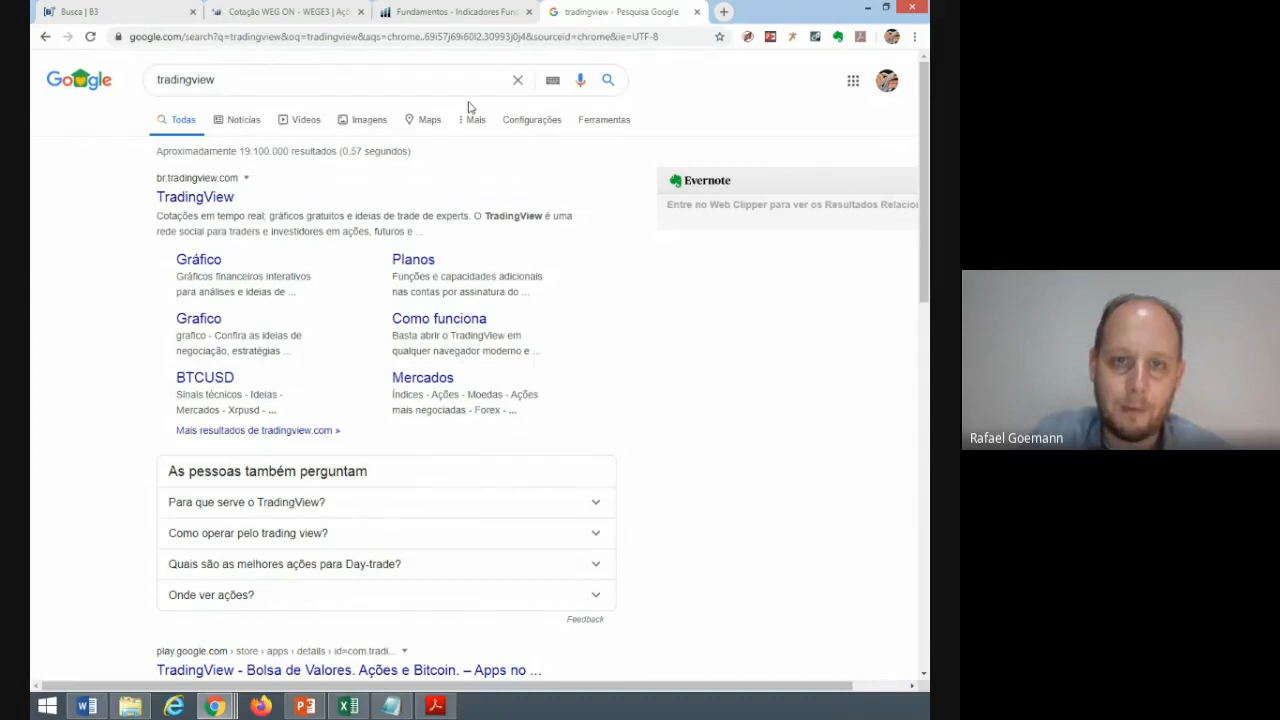 Busca | B3
Cotação WEG ON - WEGE3 | Açõ
Fundamentos - Indicadores Fun
tradingview - Pesquisa Google
google.com/search?q=tradingview&oq=tradingview&aqs=chrome..69i57j69i60l2.30993j0j4&sourceid=chrome&ie=UTF-8
Google
tradingview
Todas
Notícias
Vídeos
Imagens
Maps
Mais
Configurações
Ferramentas
Aproximadamente 19.100.000 resultados (0,57 segundos)
br.tradingview.com
TradingView
Cotações em tempo real, gráficos gratuitos e ideias de trade de experts. O TradingView é uma
rede social para traders e investidores em ações, futuros e ...
Gráfico
Gráficos financeiros interativos
para análises e ideias de ...
Planos
Funções e capacidades adicionais
nas contas por assinatura do ...
Grafico
grafico - Confira as ideias de
negociação, estratégias ...
Como funciona
Basta abrir o TradingView em
qualquer navegador moderno e ...
BTCUSD
Sinais técnicos - Ideias -
Mercados - Xrpusd - ...
Mercados
Índices - Ações - Moedas - Ações
mais negociadas - Forex - ...
Mais resultados de tradingview.com »
As pessoas também perguntam
Para que serve o TradingView?
Como operar pelo trading view?
Quais são as melhores ações para Day-trade?
Onde ver ações?
Feedback
play.google.com › store › apps › details › id=com.tradi...
TradingView - Bolsa de Valores. Ações e Bitcoin. – Apps no ...
Evernote
Entre no Web Clipper para ver os Resultados Relacio
Rafael Goemann